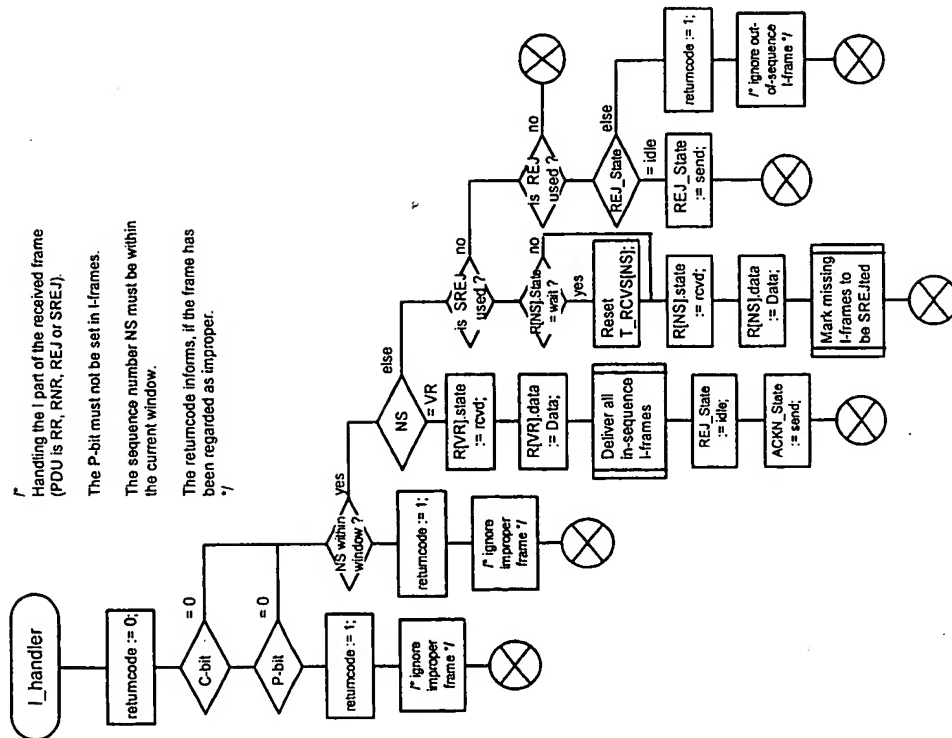 I_handler
/*
Handling the I part of the received frame
(PDU is RR, RNR, REJ or SREJ).
The P-bit must not be set in I-frames.
The sequence number NS must be within
the current window.
The returncode informs, if the frame has
been regarded as improper.
*/
returncode := 0;
C-bit
= 0
P-bit
= 0
returncode := 1;
/* ignore
improper
frame */
NS within
window ?
yes
returncode := 1;
/* ignore
improper
frame */
NS
else
= VR
R[VR].state
:= rcvd;
R[VR].data
:= Data;
Deliver all
in-sequence
I-frames
REJ_State
:= idle;
ACKN_State
:= send;
is SREJ
used ?
no
R[NS].State
= wait ?
no
yes
Reset
T_RCVS[NS];
R[NS].state
:= rcvd;
R[NS].data
:= Data;
Mark missing
I-frames to
be SREJted
is REJ
used ?
no
REJ_State
else
= idle
REJ_State
:= send;
returncode := 1;
/* ignore out-
of-sequence
I-frame */